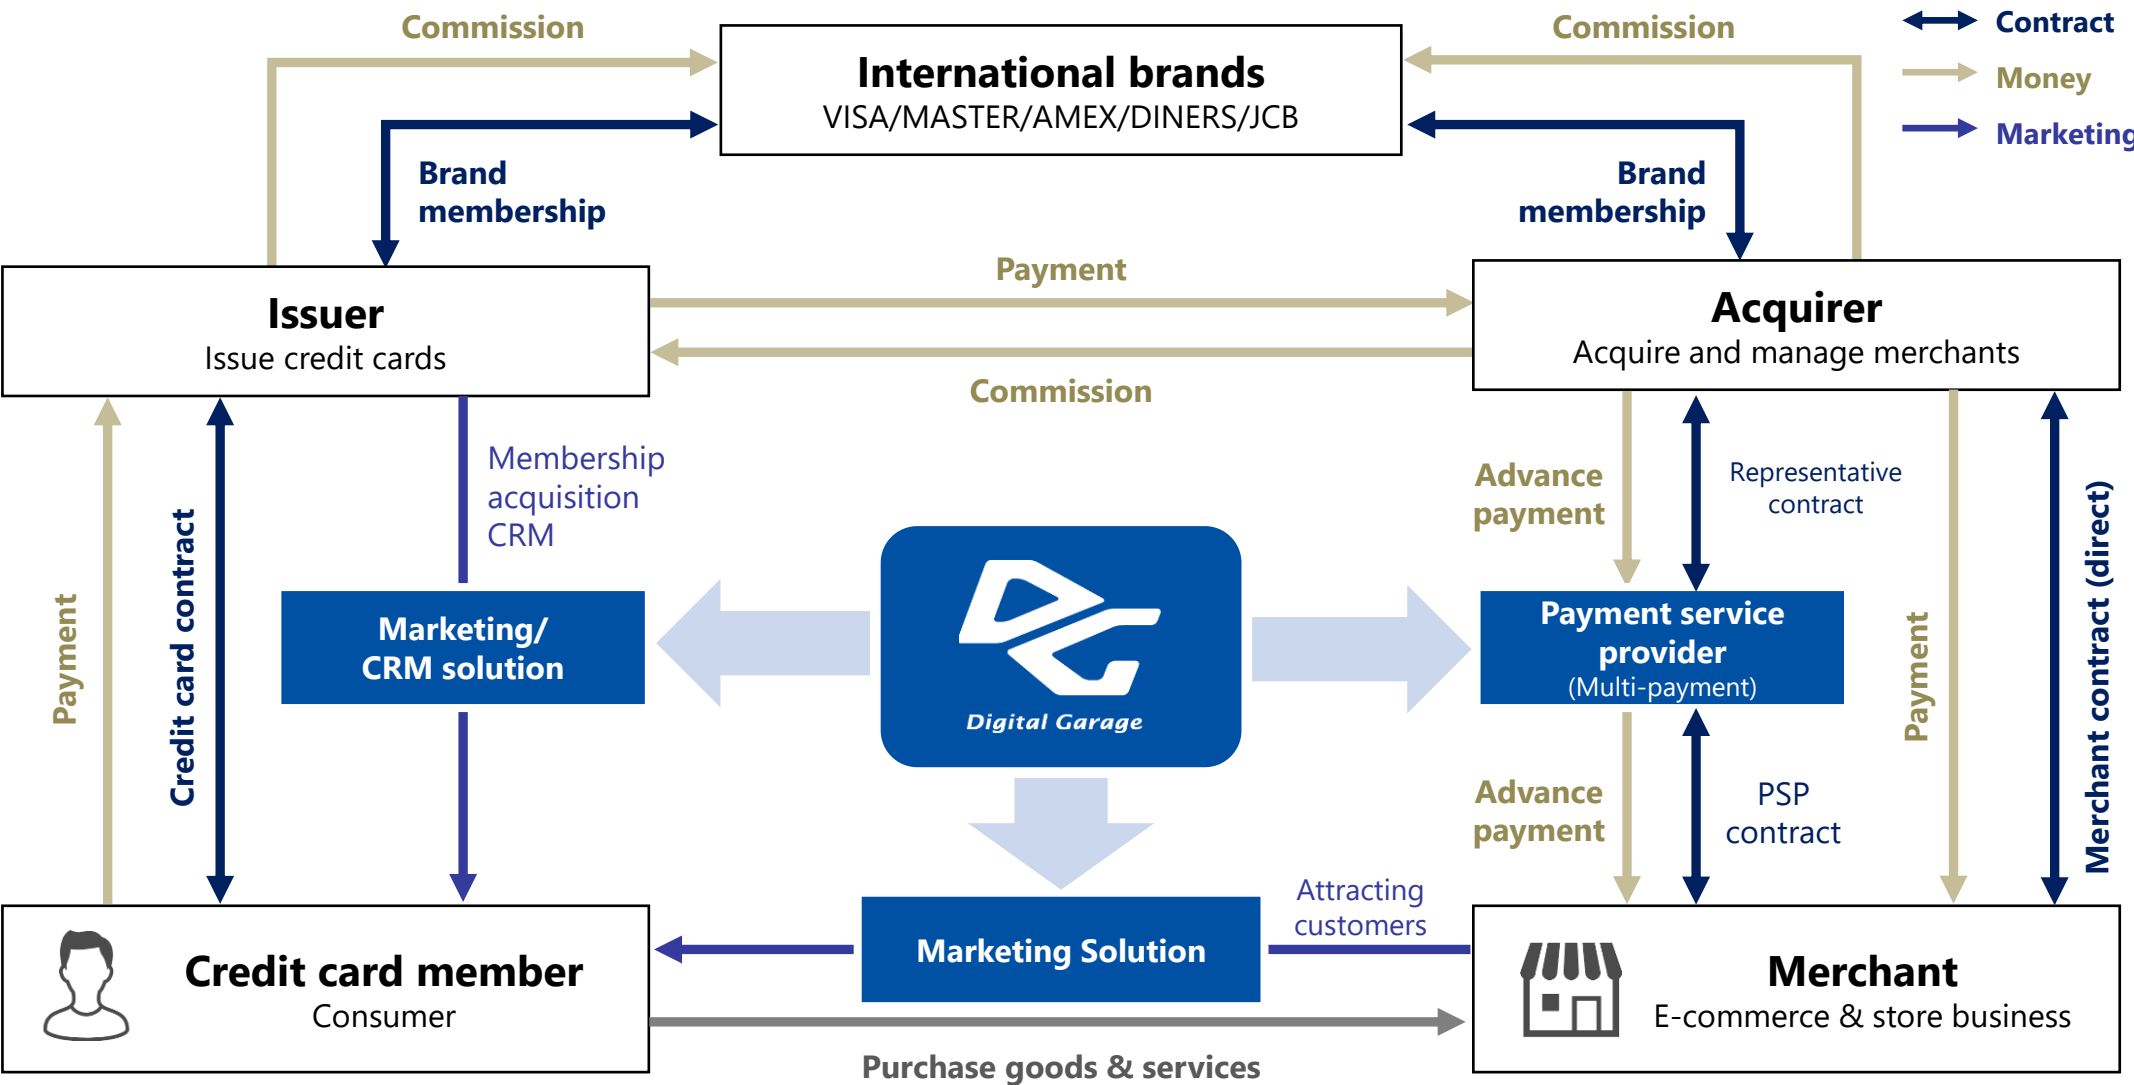 Commission
Commission
International brands
VISA/MASTER/AMEX/DINERS/JCB
Contract
Money
Marketing
Brand
membership
Brand
membership
Payment
Issuer
Issue credit cards
Acquirer
Acquire and manage merchants
Commission
Membership
acquisition
CRM
Advance
payment
Representative
contract
Payment
Credit card contract
Marketing/
CRM solution
Digital Garage
Payment service
provider
(Multi-payment)
Payment
Merchant contract (direct)
Advance
payment
PSP
contract
Attracting
customers
Marketing Solution
Credit card member
Consumer
Merchant
E-commerce & store business
Purchase goods & services